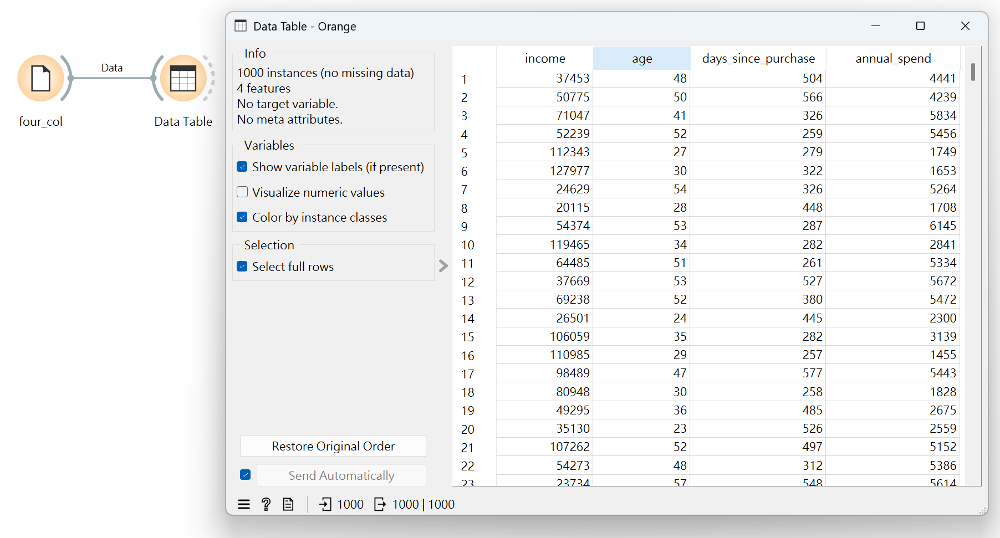 Data Table - Orange
Data
four_col
Data Table
Info
1000 instances (no missing data)
4 features
No target variable.
No meta attributes.
Variables
Show variable labels (if present)
Visualize numeric values
Color by instance classes
Selection
Select full rows
Restore Original Order
Send Automatically
1000
1000 | 1000
income age days_since_purchase annual_spend
1 37453 48 504 4441
2 50775 50 566 4239
3 71047 41 326 5834
4 52239 52 259 5456
5 112343 27 279 1749
6 127977 30 322 1653
7 24629 54 326 5264
8 20115 28 448 1708
9 54374 53 287 6145
10 119465 34 282 2841
11 64485 51 261 5334
12 37669 53 527 5672
13 69238 52 380 5472
14 26501 24 445 2300
15 106059 35 282 3139
16 110985 29 257 1455
17 98489 47 577 5443
18 80948 30 258 1828
19 49295 36 485 2675
20 35130 23 526 2559
21 107262 52 497 5152
22 54273 48 312 5386
23 23734 57 548 5614